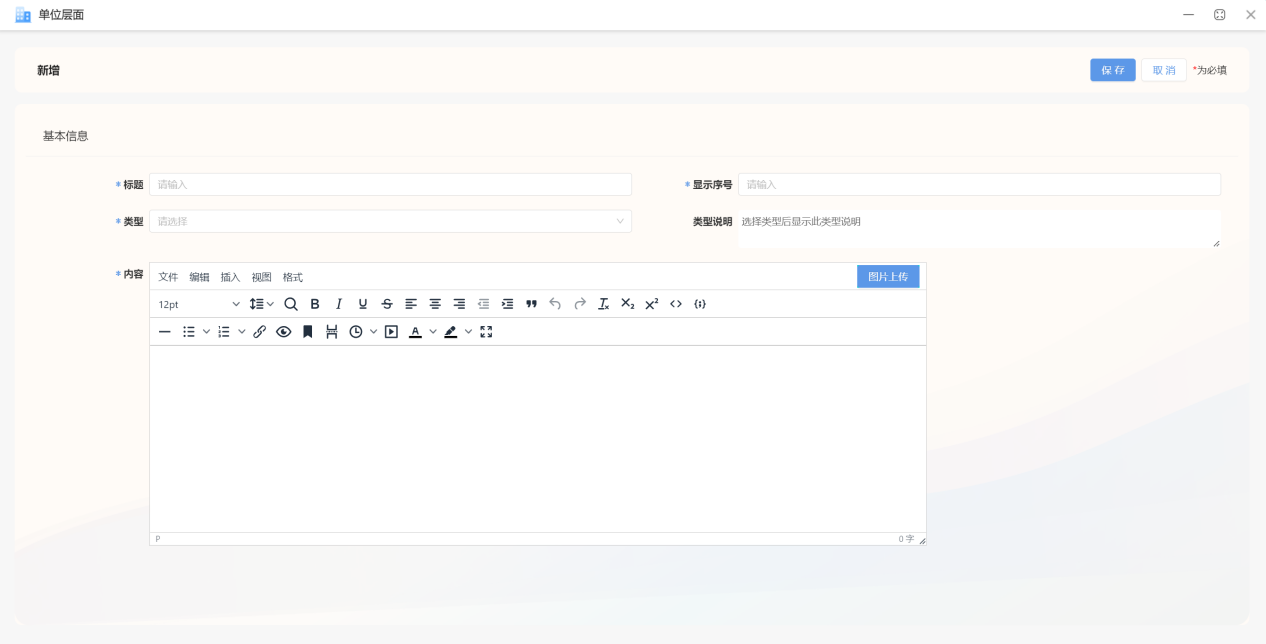 单位层面
新增
保 存 取 消 *为必填
基本信息
* 标题 请输入 * 显示序号 请输入
* 类型 请选择 类型说明 选择类型后显示此类型说明
* 内容 文件 编辑 插入 视图 格式 图片上传
12pt
P 0 字